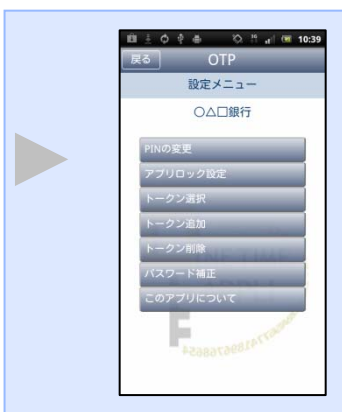 10:39
戻る
OTP
設定メニュー
○△□銀行
PINの変更
アプリロック設定
トークン選択
トークン追加
トークン削除
パスワード補正
このアプリについて